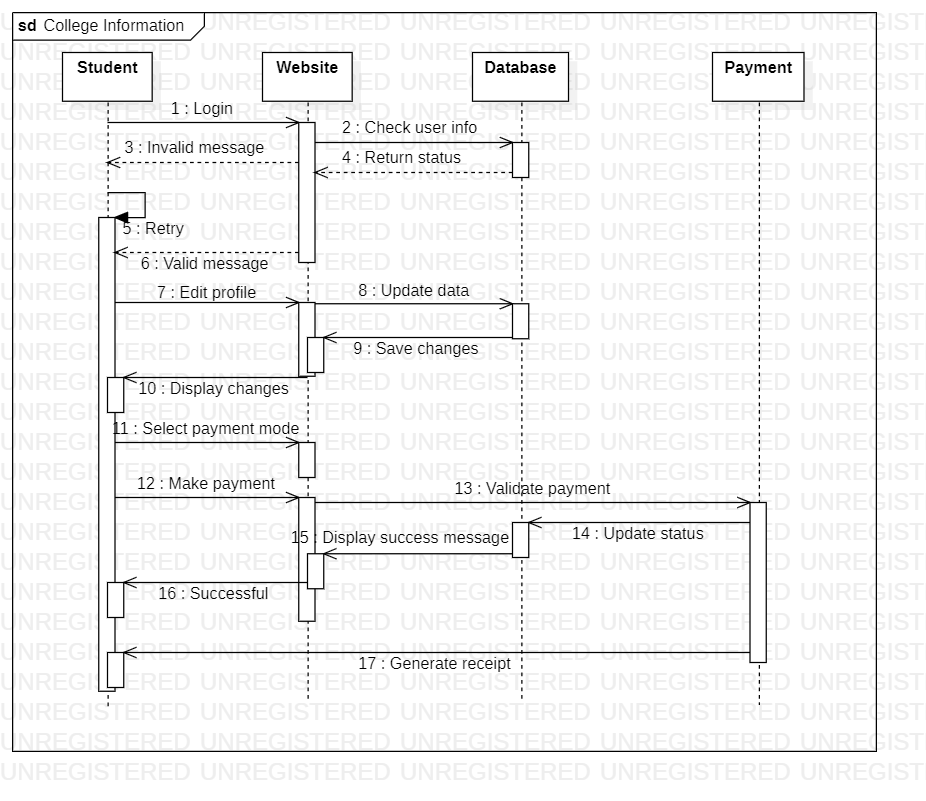 sd College Information
Student
Website
Database
Payment
1 : Login
2 : Check user info
3 : Invalid message
4 : Return status
5 : Retry
6 : Valid message
7 : Edit profile
8 : Update data
9 : Save changes
10 : Display changes
11 : Select payment mode
12 : Make payment
13 : Validate payment
14 : Update status
15 : Display success message
16 : Successful
17 : Generate receipt
UNREGISTERED UNREGISTERED UNREGISTERED UNREGISTERED